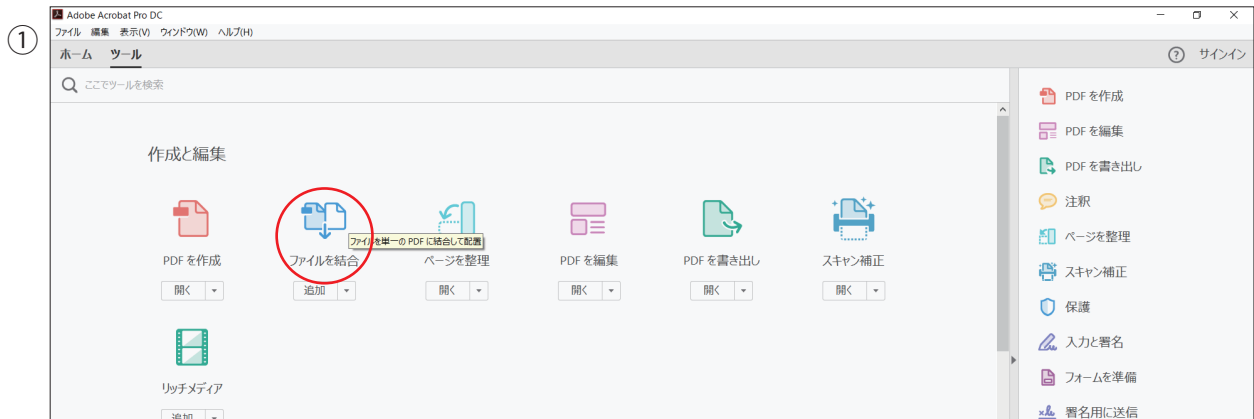 ①
Adobe Acrobat Pro DC
ファイル 編集 表示(V) ウィンドウ(W) ヘルプ(H)
ホーム ツール
サインイン
ここでツールを検索
作成と編集
PDF を作成
開く
ファイルを結合
追加
ファイルを単一の PDF に結合して配置
ページを整理
開く
PDF を編集
開く
PDF を書き出し
開く
スキャン補正
開く
リッチメディア
追加
PDF を作成
PDF を編集
PDF を書き出し
注釈
ページを整理
スキャン補正
保護
入力と署名
フォームを準備
署名用に送信